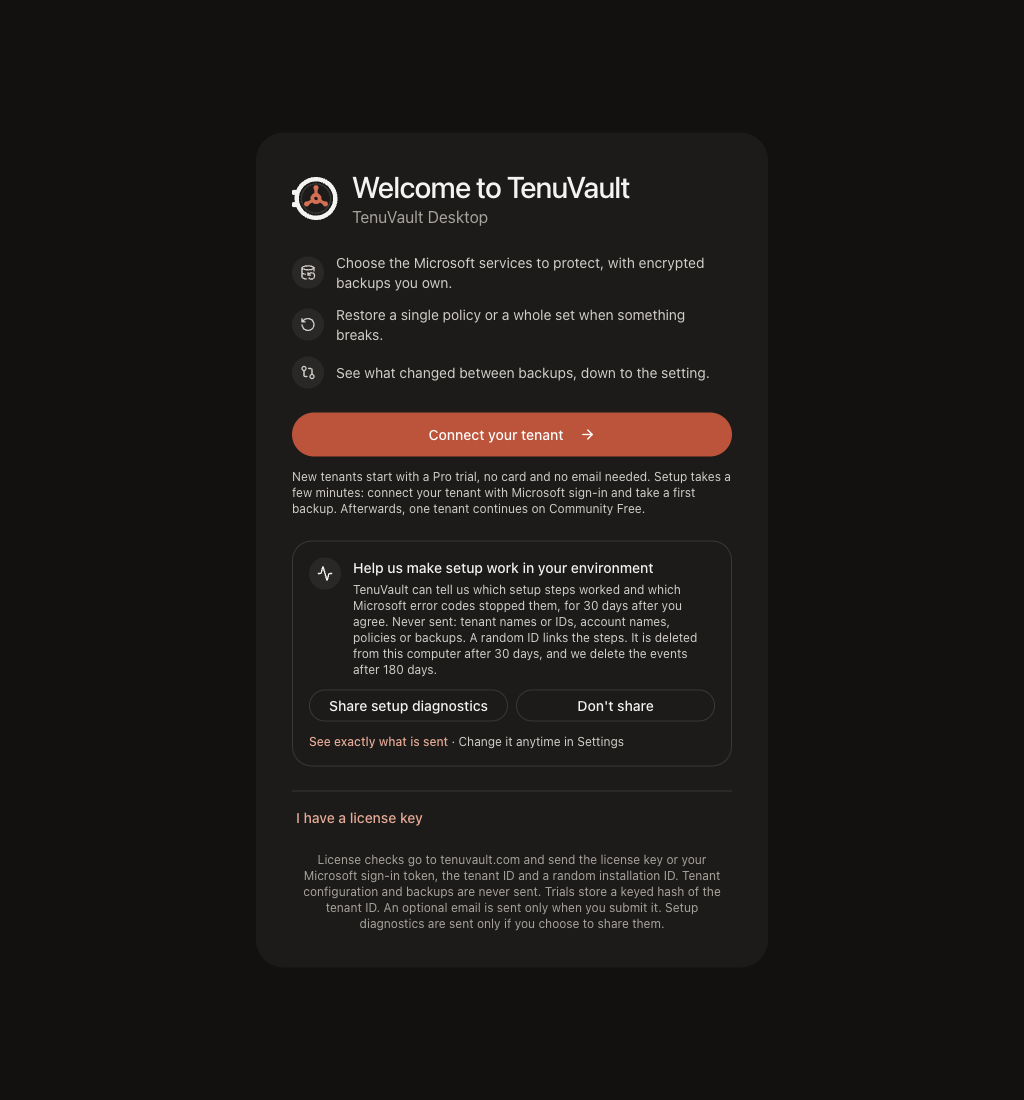 Welcome to TenuVault
TenuVault Desktop
Choose the Microsoft services to protect, with encrypted
backups you own.
Restore a single policy or a whole set when something
breaks.
See what changed between backups, down to the setting.
Connect your tenant
New tenants start with a Pro trial, no card and no email needed. Setup takes a
few minutes: connect your tenant with Microsoft sign-in and take a first
backup. Afterwards, one tenant continues on Community Free.
Help us make setup work in your environment
TenuVault can tell us which setup steps worked and which
Microsoft error codes stopped them, for 30 days after you
agree. Never sent: tenant names or IDs, account names,
policies or backups. A random ID links the steps. It is deleted
from this computer after 30 days, and we delete the events
after 180 days.
Share setup diagnostics
Don't share
See exactly what is sent · Change it anytime in Settings
I have a license key
License checks go to tenuvault.com and send the license key or your
Microsoft sign-in token, the tenant ID and a random installation ID. Tenant
configuration and backups are never sent. Trials store a keyed hash of the
tenant ID. An optional email is sent only when you submit it. Setup
diagnostics are sent only if you choose to share them.